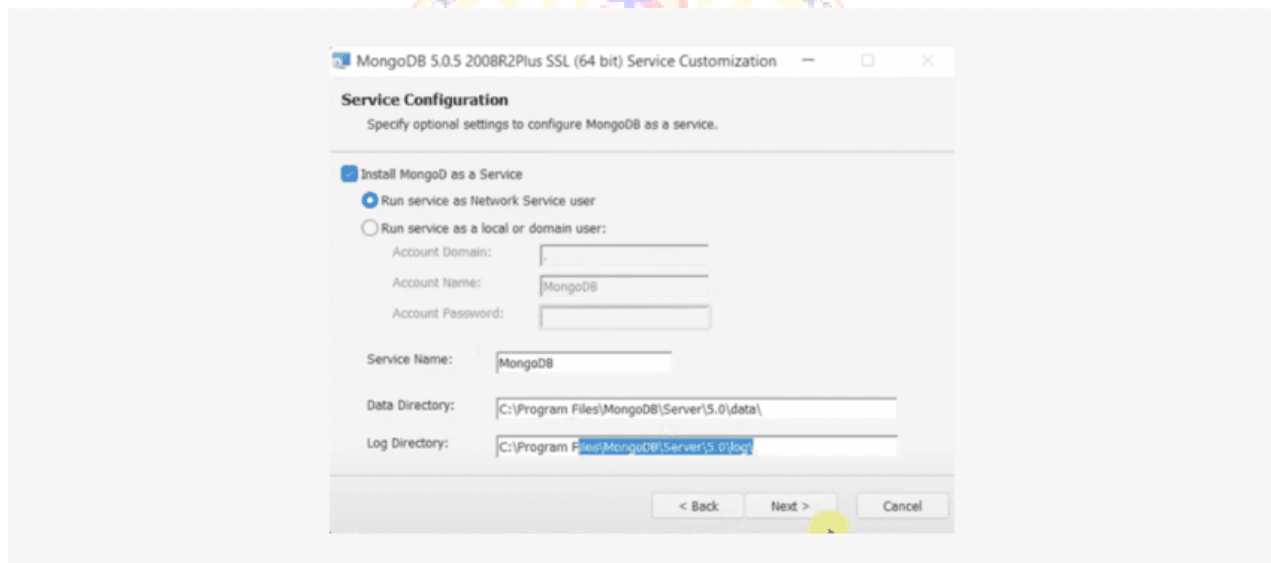 MongoDB 5.0.5 2008R2Plus SSL (64 bit) Service Customization
Service Configuration
Specify optional settings to configure MongoDB as a service.
Install MongoD as a Service
Run service as Network Service user
Run service as a local or domain user:
Account Domain: .
Account Name: MongoDB
Account Password:
Service Name: MongoDB
Data Directory: C:\Program Files\MongoDB\Server\5.0\data\
Log Directory: C:\Program Files\MongoDB\Server\5.0\log\
< Back Next > Cancel